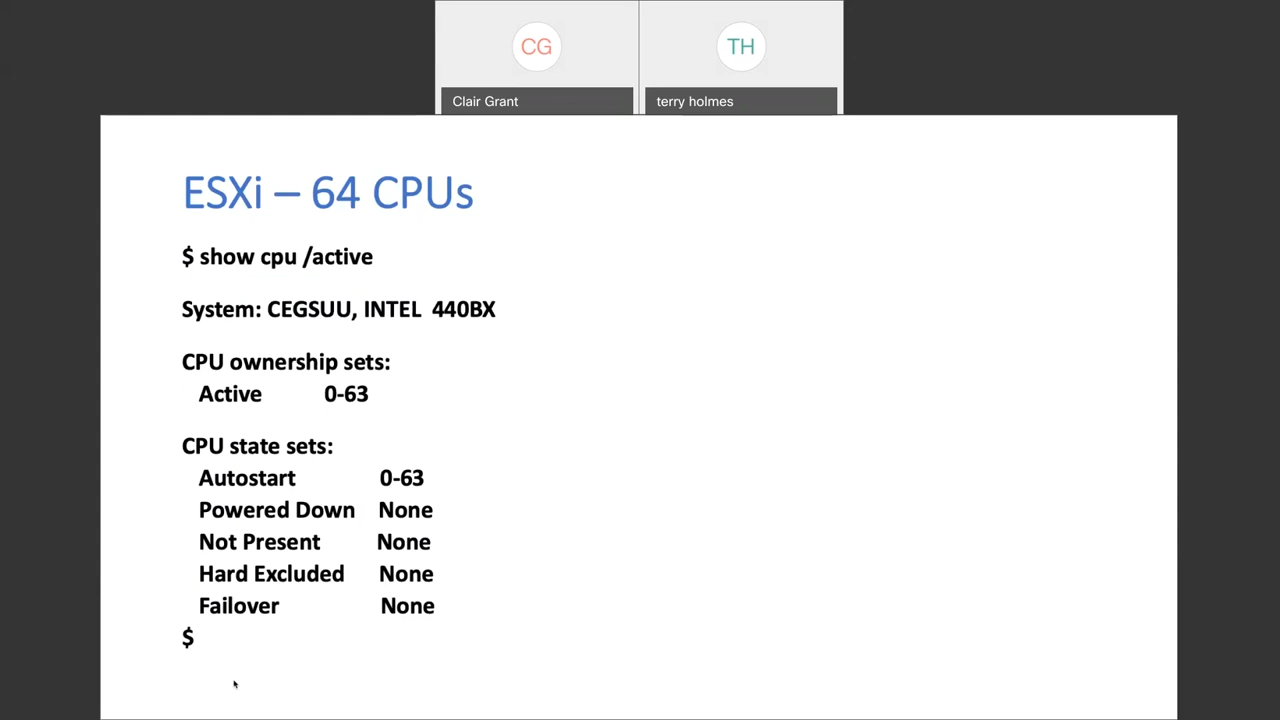 CG
TH
Clair Grant
terry holmes
ESXi – 64 CPUs
$ show cpu /active
System: CEGSUU, INTEL 440BX
CPU ownership sets:
Active 0-63
CPU state sets:
Autostart 0-63
Powered Down None
Not Present None
Hard Excluded None
Failover None
$